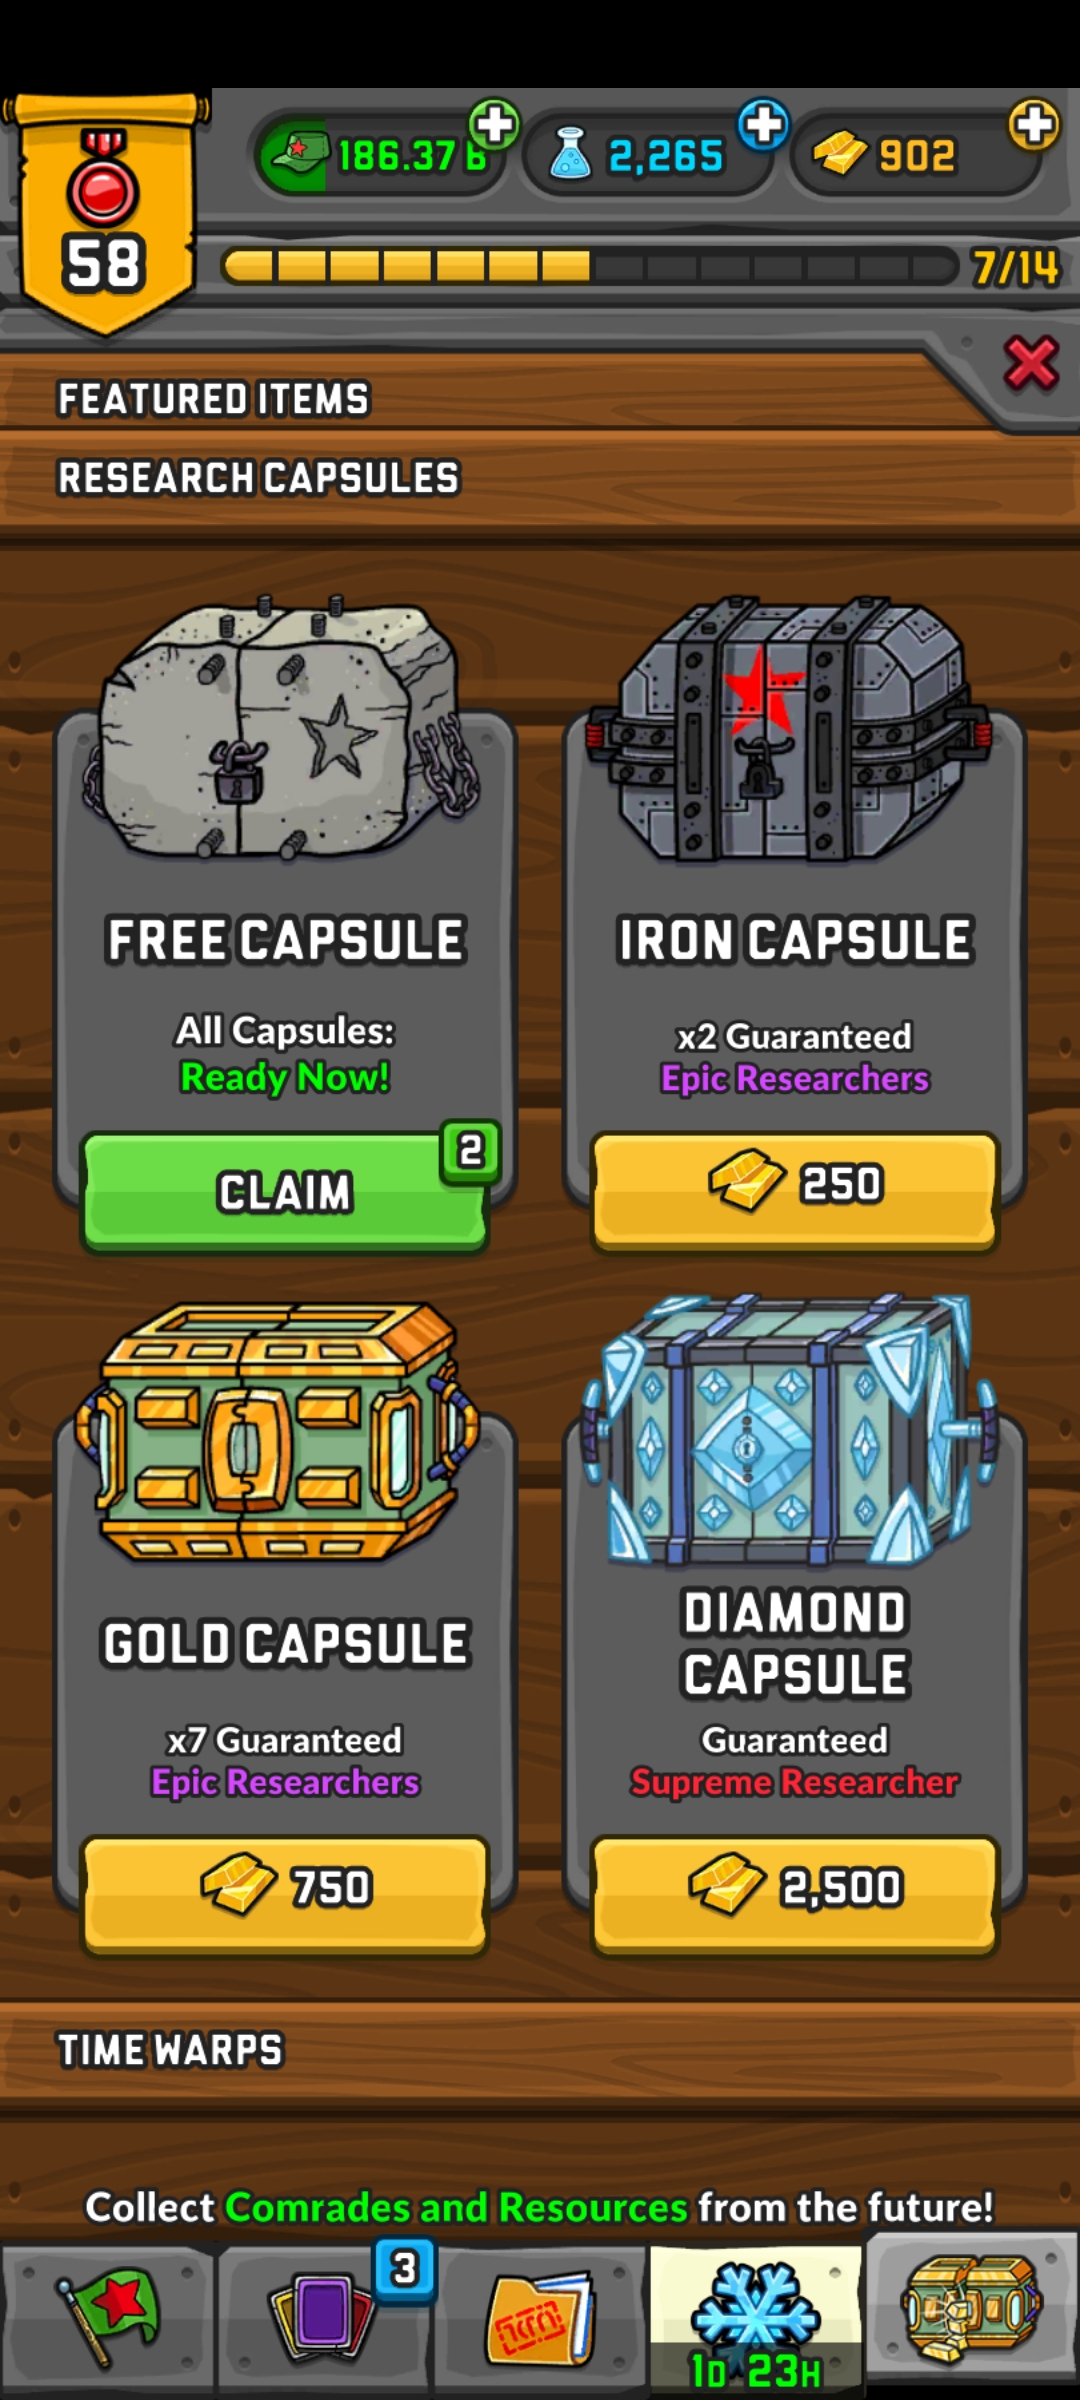 186.37 B
2,265
902
58
7/14
FEATURED ITEMS
RESEARCH CAPSULES
FREE CAPSULE
All Capsules:
Ready Now!
2
CLAIM
IRON CAPSULE
x2 Guaranteed
Epic Researchers
250
GOLD CAPSULE
x7 Guaranteed
Epic Researchers
750
DIAMOND
CAPSULE
Guaranteed
Supreme Researcher
2,500
TIME WARPS
Collect Comrades and Resources from the future!
3
1D 23H